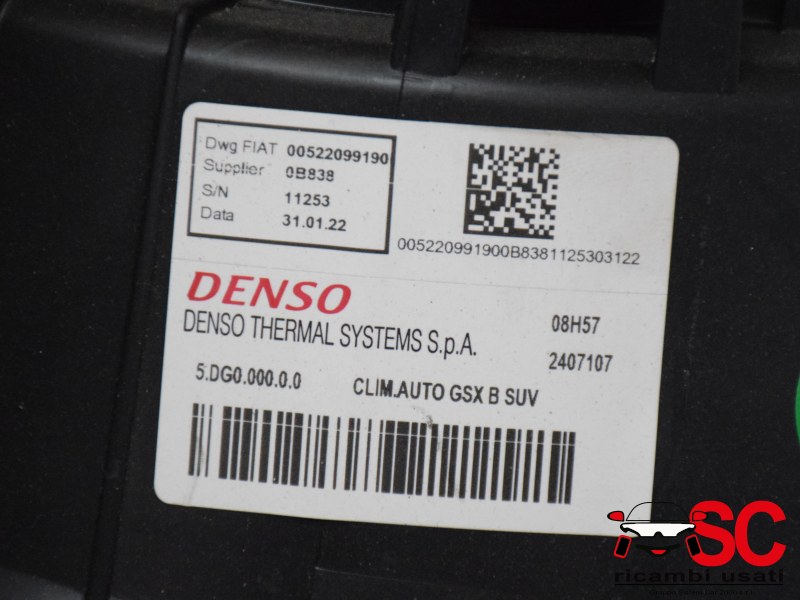 Dwg FIAT 00522099190
Supplier 0B838
S/N 11253
Data 31.01.22
005220991900B8381125303122
DENSO
DENSO THERMAL SYSTEMS S.p.A.
08H57
2407107
5.DG0.000.0.0 CLIM.AUTO GSX B SUV
SC
ricambi usati